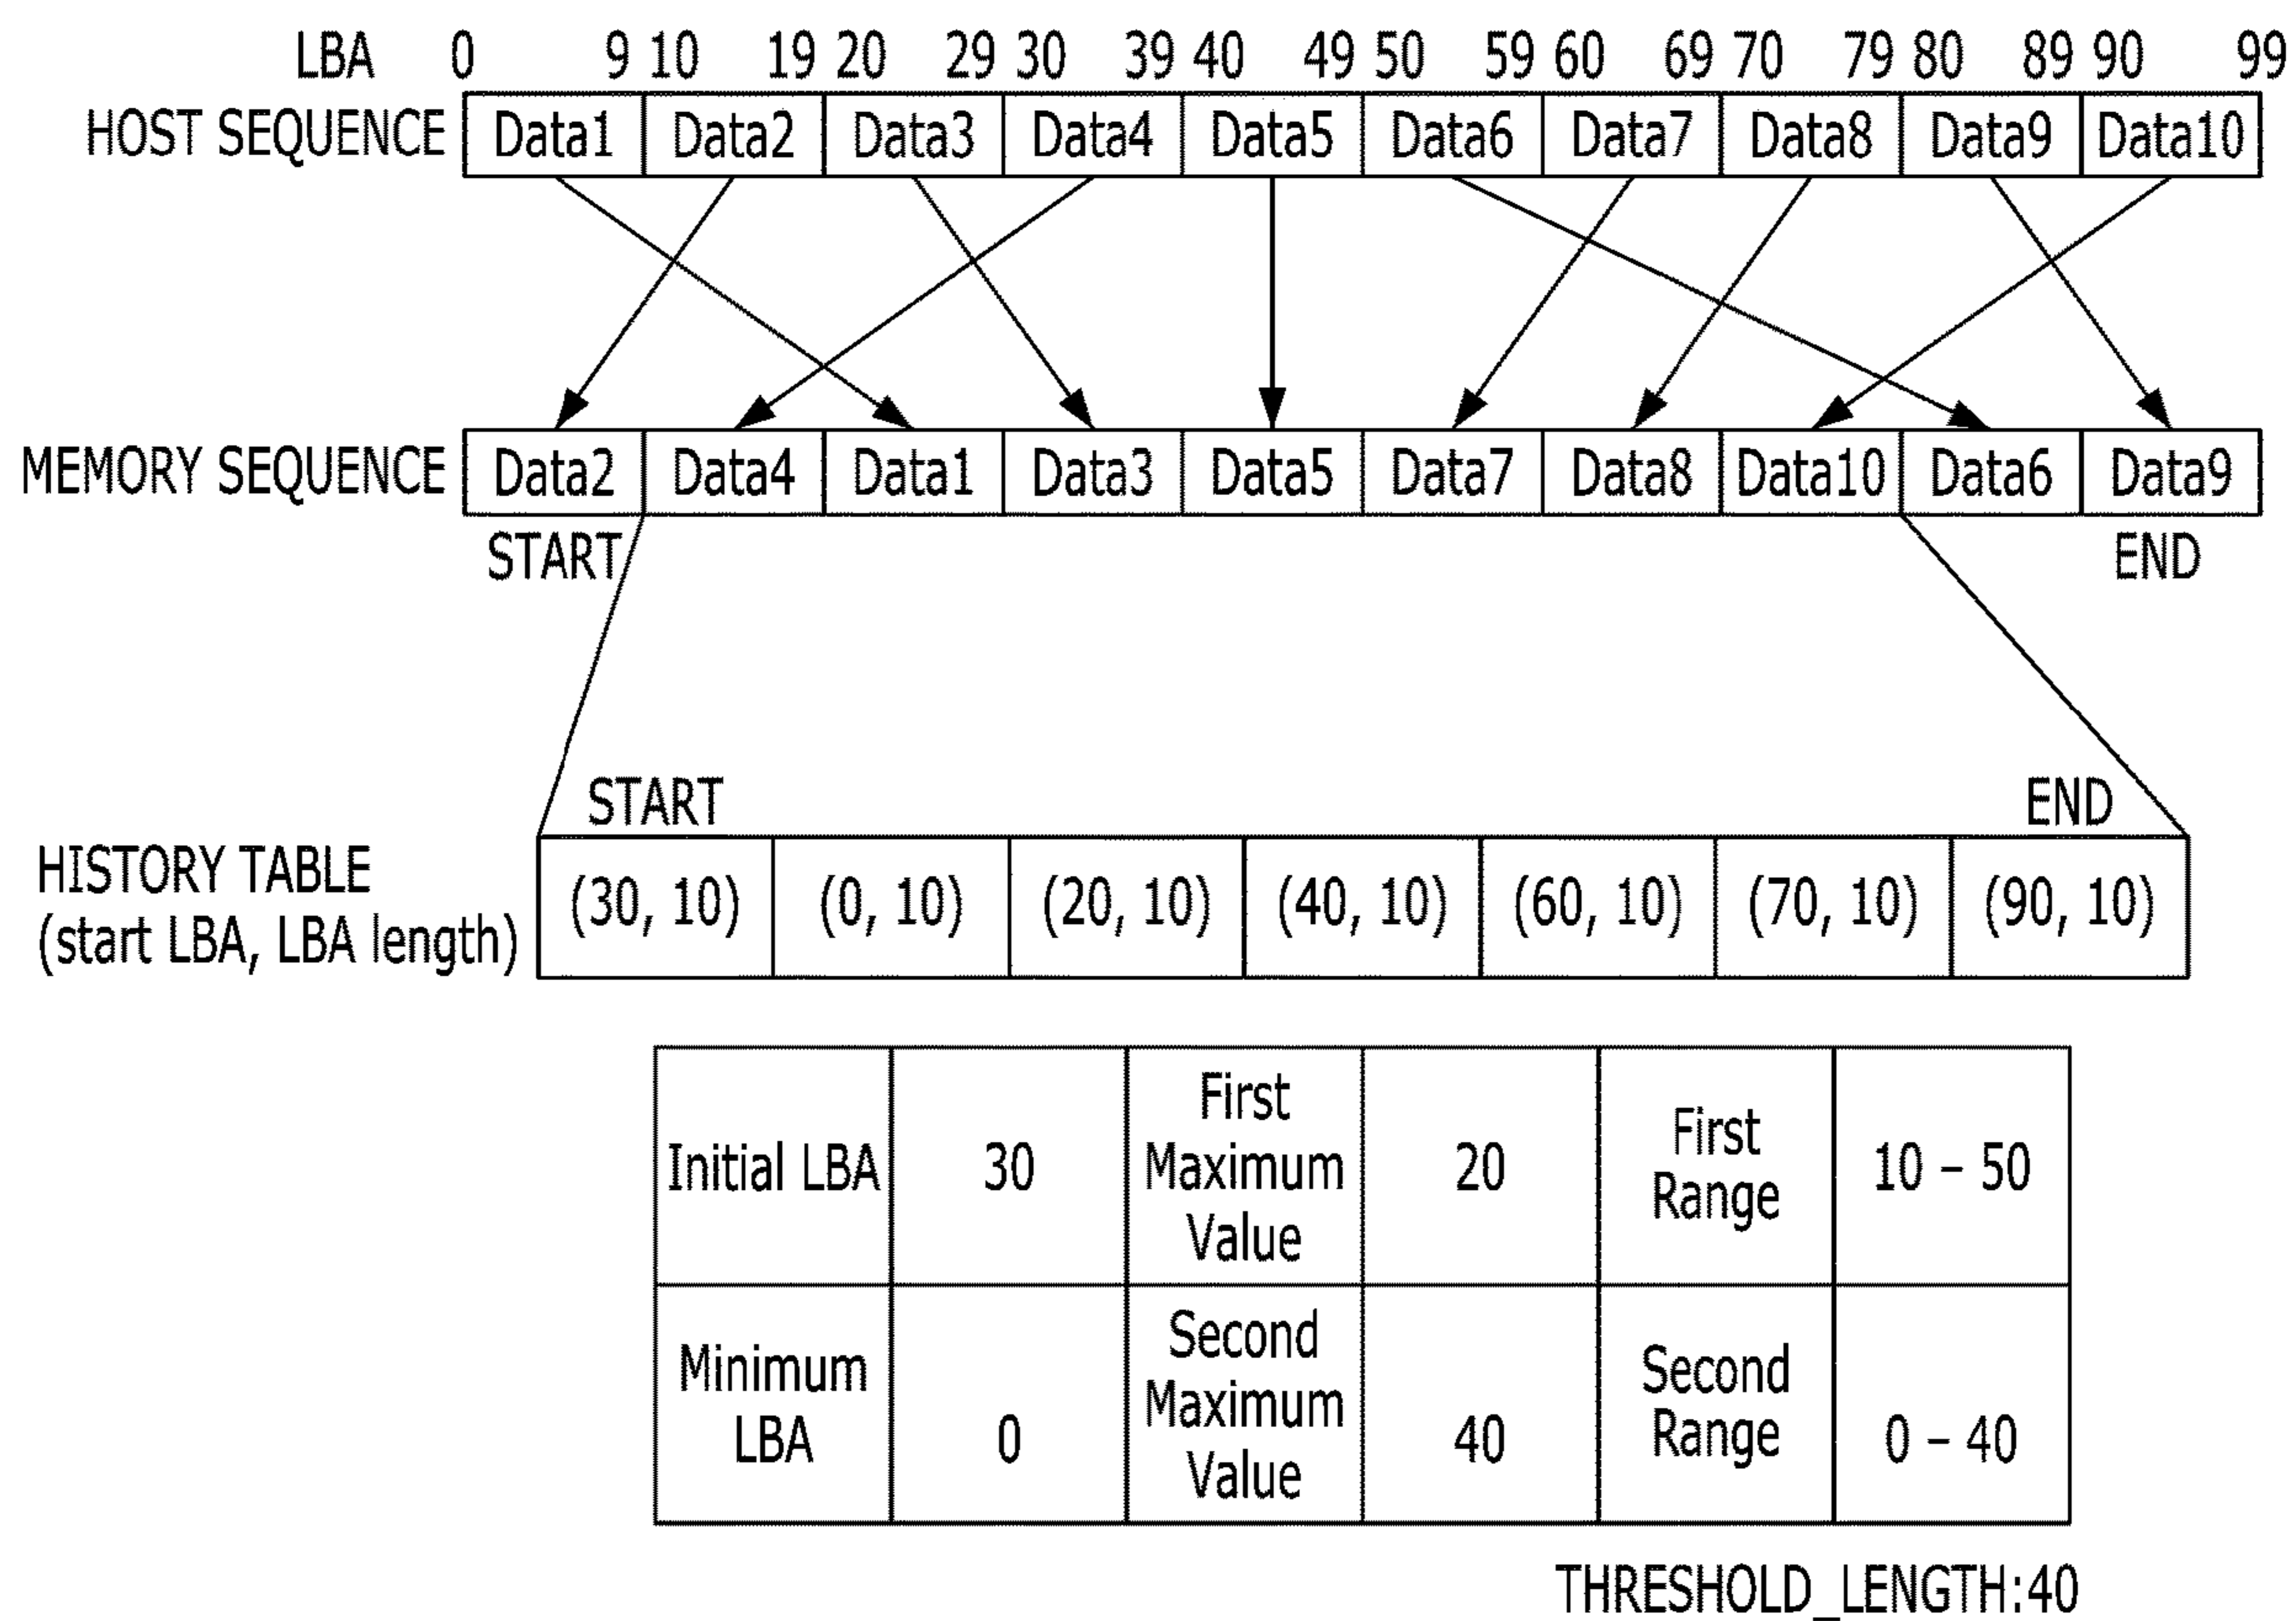 LBA 0 9 10 19 20 29 30 39 40 49 50 59 60 69 70 79 80 89 90 99
HOST SEQUENCE Data1 Data2 Data3 Data4 Data5 Data6 Data7 Data8 Data9 Data10
MEMORY SEQUENCE Data2 Data4 Data1 Data3 Data5 Data7 Data8 Data10 Data6 Data9
START END
START END
HISTORY TABLE
(start LBA, LBA length)
(30, 10) (0, 10) (20, 10) (40, 10) (60, 10) (70, 10) (90, 10)
Initial LBA
30
First
Maximum
Value
20
First
Range
10 – 50
Minimum
LBA
0
Second
Maximum
Value
40
Second
Range
0 – 40
THRESHOLD_LENGTH:40